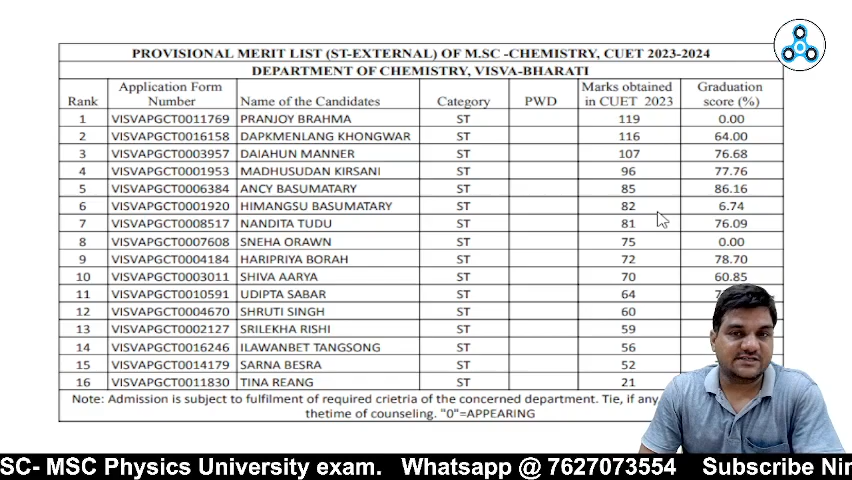 PROVISIONAL MERIT LIST (ST-EXTERNAL) OF M.SC -CHEMISTRY, CUET 2023-2024
DEPARTMENT OF CHEMISTRY, VISVA-BHARATI
Rank Application Form Number Name of the Candidates Category PWD Marks obtained in CUET 2023 Graduation score (%)
1 VISVAPGCT0011769 PRANJOY BRAHMA ST 119 0.00
2 VISVAPGCT0016158 DAPKMENLANG KHONGWAR ST 116 64.00
3 VISVAPGCT0003957 DAIAHUN MANNER ST 107 76.68
4 VISVAPGCT0001953 MADHUSUDAN KIRSANI ST 96 77.76
5 VISVAPGCT0006384 ANCY BASUMATARY ST 85 86.16
6 VISVAPGCT0001920 HIMANGSU BASUMATARY ST 82 6.74
7 VISVAPGCT0008517 NANDITA TUDU ST 81 76.09
8 VISVAPGCT0007608 SNEHA ORAWN ST 75 0.00
9 VISVAPGCT0004184 HARIPRIYA BORAH ST 72 78.70
10 VISVAPGCT0003011 SHIVA AARYA ST 70 60.85
11 VISVAPGCT0010591 UDIPTA SABAR ST 64
12 VISVAPGCT0004670 SHRUTI SINGH ST 60
13 VISVAPGCT0002127 SRILEKHA RISHI ST 59
14 VISVAPGCT0016246 ILAWANBET TANGSONG ST 56
15 VISVAPGCT0014179 SARNA BESRA ST 52
16 VISVAPGCT0011830 TINA REANG ST 21
Note: Admission is subject to fulfilment of required crietria of the concerned department. Tie, if any
thetime of counseling. "0"=APPEARING
SC- MSC Physics University exam. Whatsapp @ 7627073554 Subscribe Nir